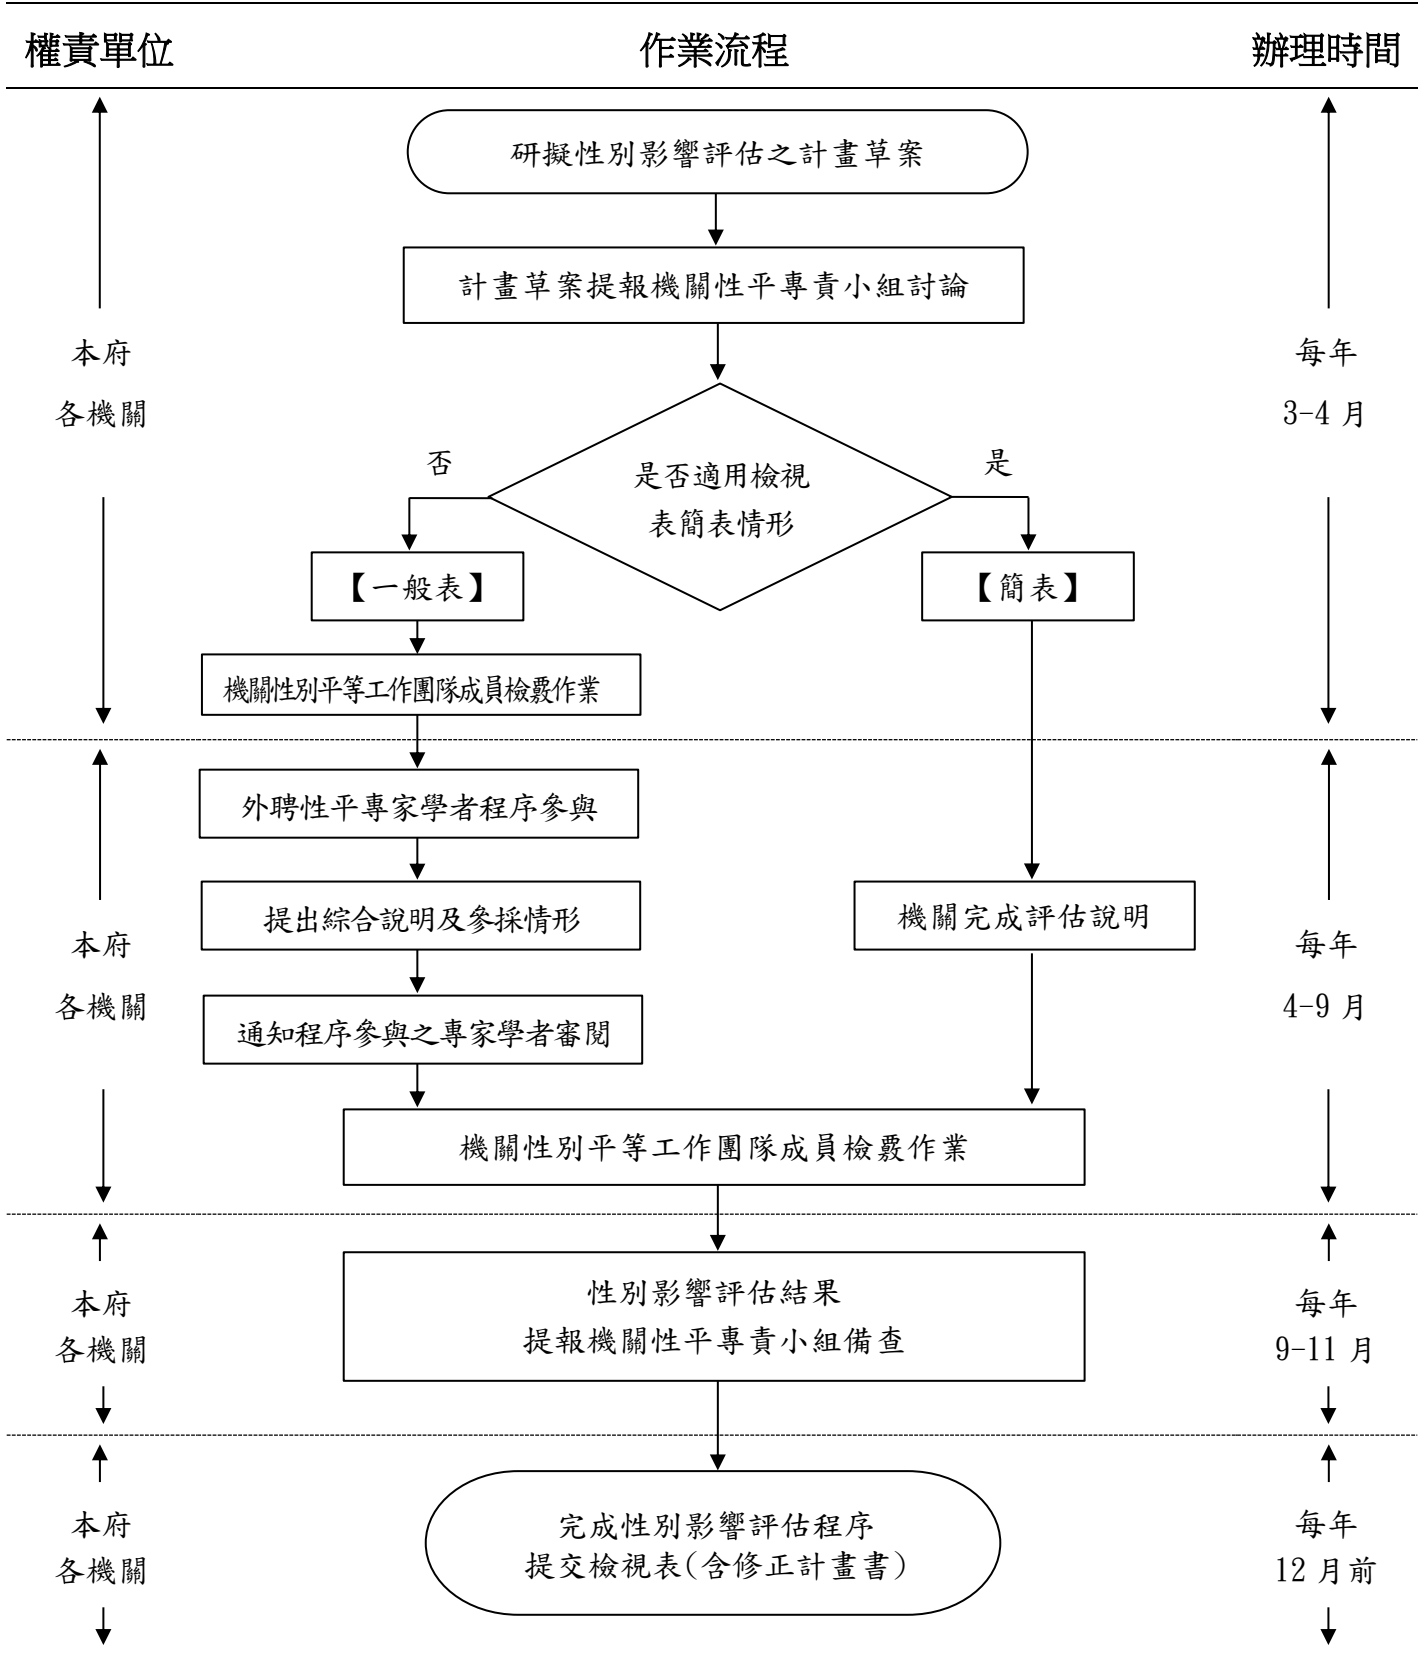 權責單位
作業流程
辦理時間
研擬性別影響評估之計畫草案
計畫草案提報機關性平專責小組討論
本府
各機關
每年
3-4 月
否
是
是否適用檢視
表簡表情形
【一般表】
【簡表】
機關性別平等工作團隊成員檢覈作業
外聘性平專家學者程序參與
提出綜合說明及參採情形
機關完成評估說明
本府
各機關
每年
4-9 月
通知程序參與之專家學者審閱
機關性別平等工作團隊成員檢覈作業
性別影響評估結果
提報機關性平專責小組備查
本府
各機關
每年
9-11 月
完成性別影響評估程序
提交檢視表(含修正計畫書)
本府
各機關
每年
12 月前